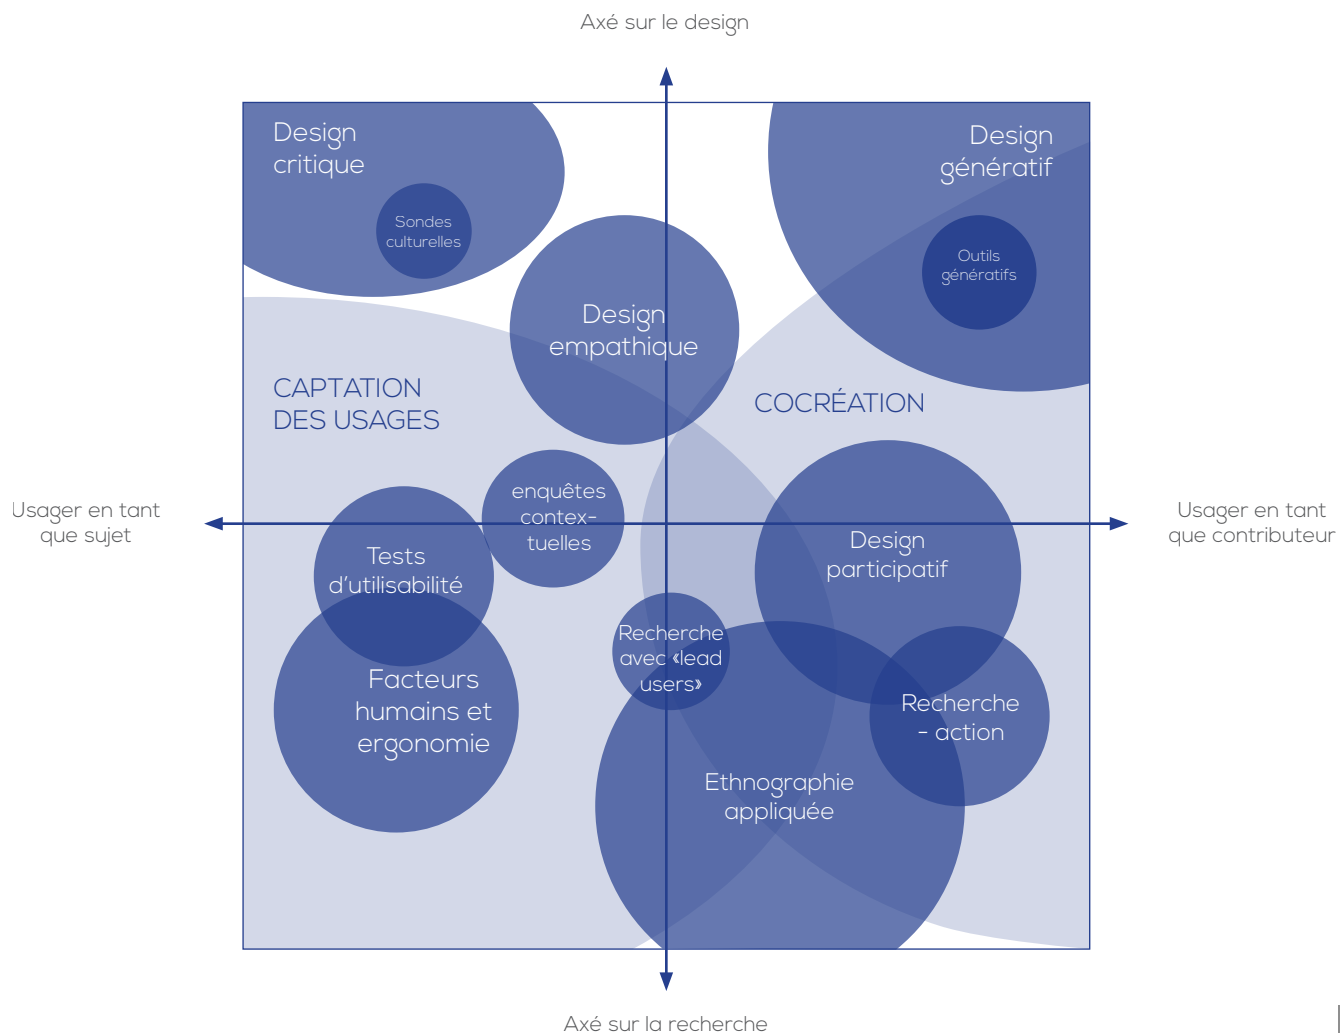 Axé sur le design
Design
critique
Design
génératif
Sondes
culturelles
Outils
génératifs
Design
empathique
CAPTATION
DES USAGES
COCRÉATION
Usager en tant
que sujet
enquêtes
contex-
tuelles
Usager en tant
que contributeur
Tests
d'utilisabilité
Design
participatif
Recherche
avec «lead
users»
Facteurs
humains et
ergonomie
Recherche
- action
Ethnographie
appliquée
Axé sur la recherche